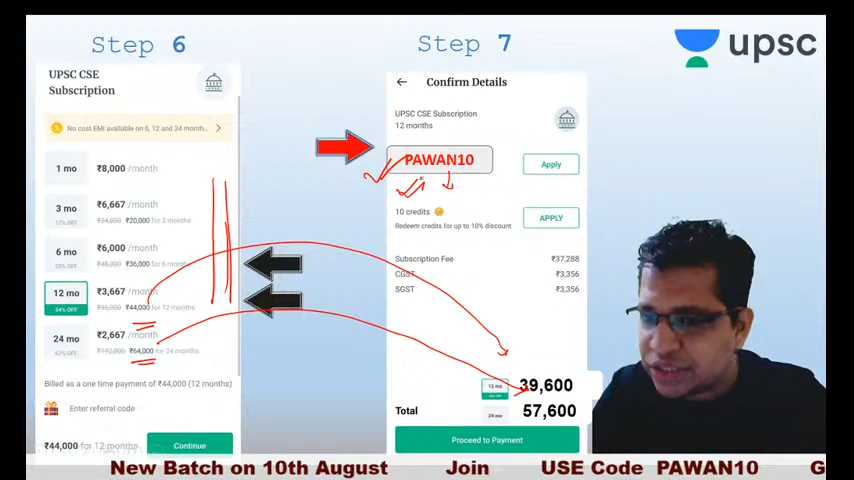 Step 6
UPSC CSE
Subscription
No cost EMI available on 6, 12 and 24 month..
1 mo ₹8,000 /month
3 mo ₹6,667 /month
17% OFF ₹24,000 ₹20,000 for 3 months
6 mo ₹6,000 /month
25% OFF ₹48,000 ₹36,000 for 6 mo
12 mo ₹3,667 /month
54% OFF ₹96,000 ₹44,000 for 12 months
24 mo ₹2,667 /month
67% OFF ₹192,000 ₹64,000 for 24 months
Billed as a one time payment of ₹44,000 (12 months)
Enter referral code
₹44,000 for 12 months Continue
Step 7
Confirm Details
UPSC CSE Subscription
12 months
PAWAN10 Apply
10 credits APPLY
Redeem credits for up to 10% discount
Subscription Fee ₹37,288
CGST ₹3,356
SGST ₹3,356
12 mo 39,600
Total 24 mo 57,600
Proceed to Payment
upsc
New Batch on 10th August Join USE Code PAWAN10 G